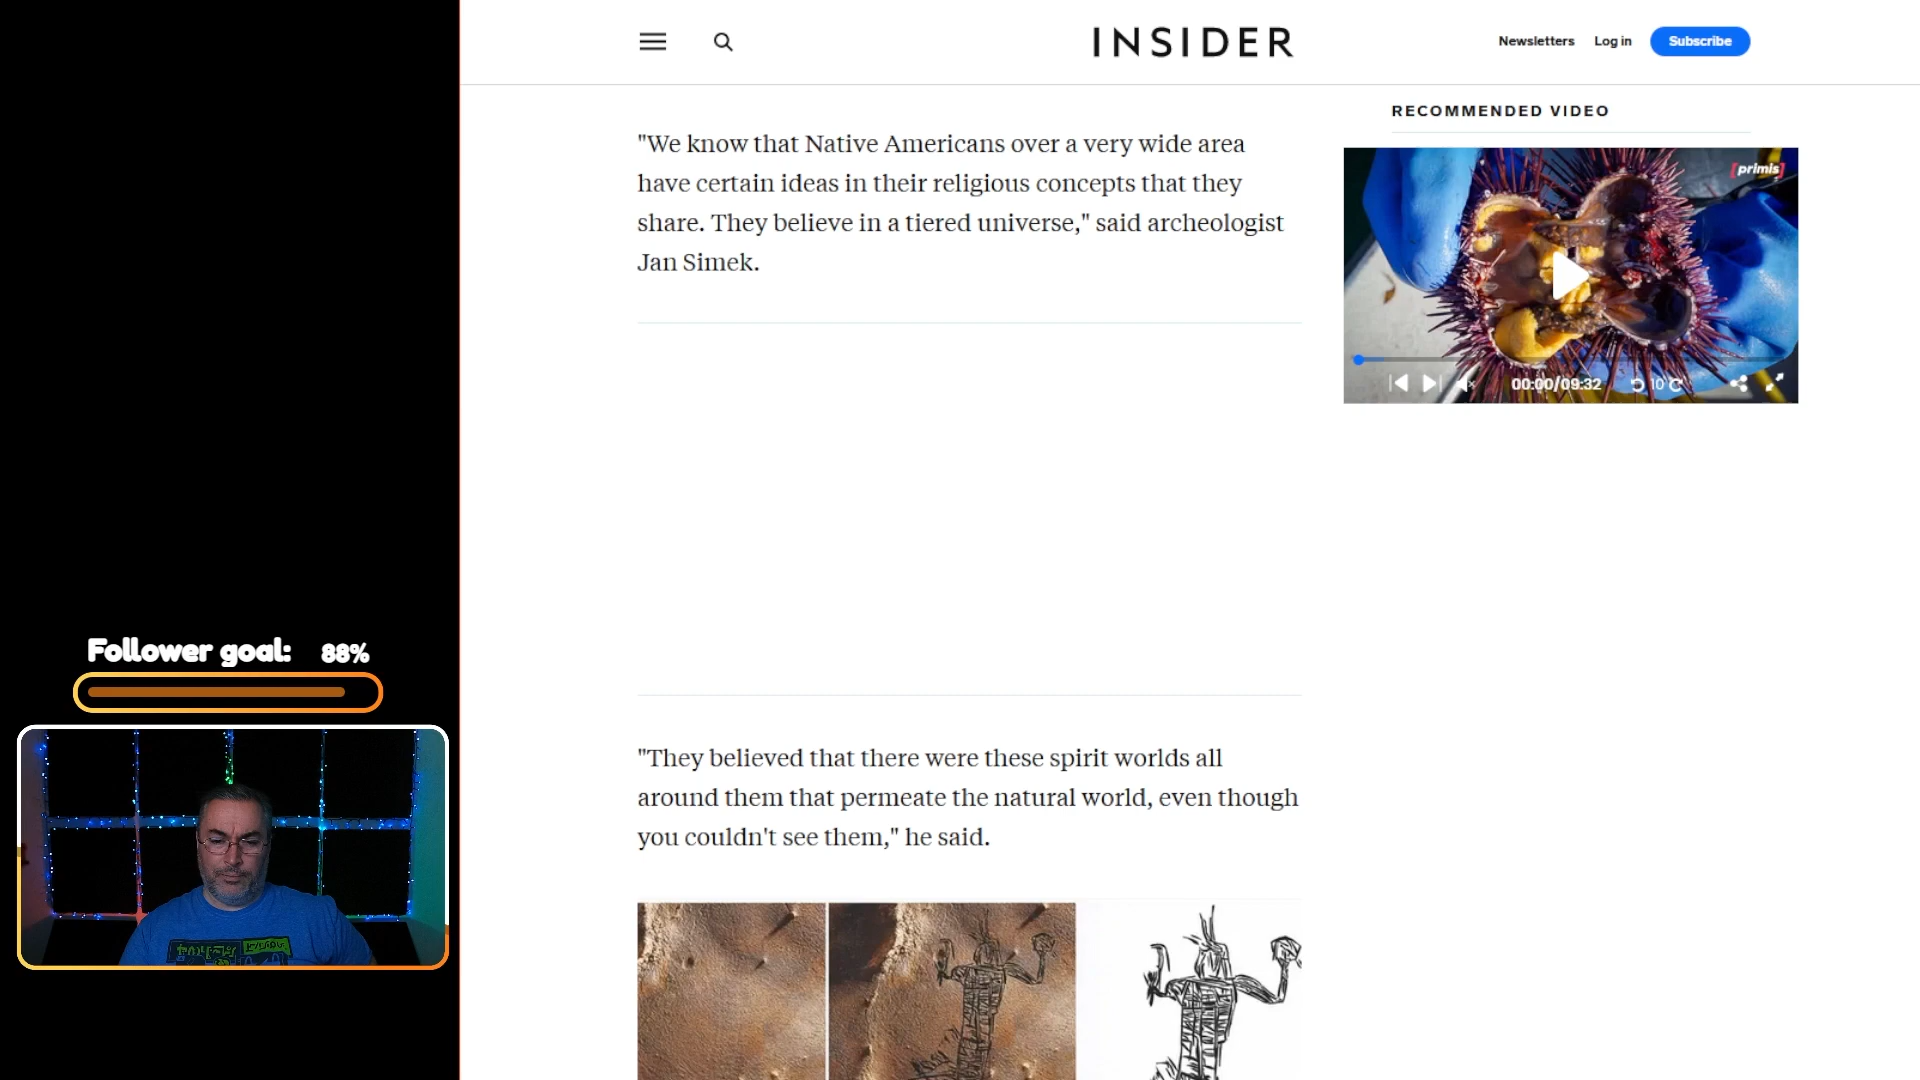 INSIDER
Newsletters Log in Subscribe
"We know that Native Americans over a very wide area
have certain ideas in their religious concepts that they
share. They believe in a tiered universe," said archeologist
Jan Simek.
RECOMMENDED VIDEO
[primis]
00:00/09:32 10
"They believed that there were these spirit worlds all
around them that permeate the natural world, even though
you couldn't see them," he said.
Follower goal: 88%